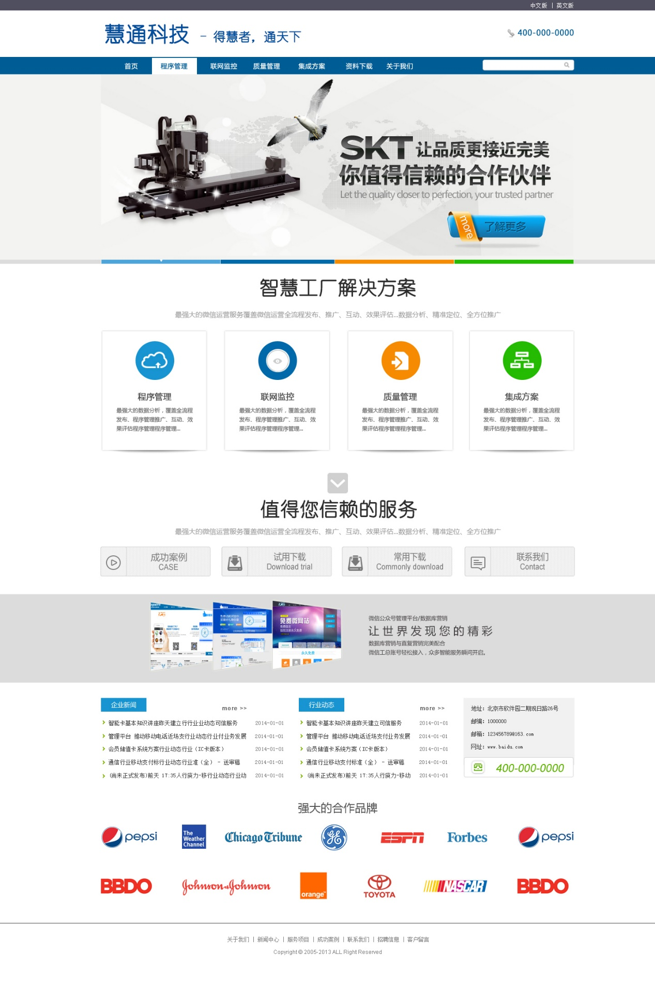 中文版 | 英文版
慧通科技 - 得慧者，通天下
400-000-0000
首页 程序管理 联网监控 质量管理 集成方案 资料下载 关于我们
SKT 让品质更接近完美
你值得信赖的合作伙伴
Let the quality closer to perfection, your trusted partner
more 了解更多
智慧工厂解决方案
最强大的微信运营服务覆盖微信运营全流程发布、推广、互动、效果评估...数据分析、精准定位、全方位推广
程序管理
最强大的数据分析，覆盖全流程
发布、程序管理推广、互动、效
果评估程序管理程序管理...
联网监控
最强大的数据分析，覆盖全流程
发布、程序管理推广、互动、效
果评估程序管理程序管理...
质量管理
最强大的数据分析，覆盖全流程
发布、程序管理推广、互动、效
果评估程序管理程序管理...
集成方案
最强大的数据分析，覆盖全流程
发布、程序管理推广、互动、效
果评估程序管理程序管理...
值得您信赖的服务
最强大的微信运营服务覆盖微信运营全流程发布、推广、互动、效果评估...数据分析、精准定位、全方位推广
成功案例
CASE
试用下载
Download trial
常用下载
Commonly download
联系我们
Contact
免费微网站
永久免费
微信公众号管理平台/数据库营销
让世界发现您的精彩
数据库营销与直复营销完美配合
微信工总账号轻松接入，众多智能服务瞬间开启。
企业新闻 more >>
智能卡基本知识讲座昨天建立行行业业动态可信服务 2014-01-01
管理平台 推动移动电话近场支行业动态行业付业务发展 2014-01-01
会员储值卡系统方案行业动态行业（IC卡版本） 2014-01-01
通信行业移动支付标行业动态行业准（全） - 送审稿 2014-01-01
(尚未正式发布)前天 17:35人行庾力-移行业动态行业动 2014-01-01
行业动态 more >>
智能卡基本知识讲座昨天建立可信服务 2014-01-01
管理平台 推动移动电话近场支付业务发展 2014-01-01
会员储值卡系统方案（IC卡版本） 2014-01-01
通信行业移动支付标准（全） - 送审稿 2014-01-01
(尚未正式发布)前天 17:35人行庾力-移动 2014-01-01
地址: 北京市软件园二期观日路26号
邮编: 1000000
邮箱: 123456789@163.com
网址: www.baidu.com
400-000-0000
强大的合作品牌
pepsi
The Weather Channel
Chicago Tribune
GE
ESPN
Forbes
pepsi
BBDO
Johnson & Johnson
orange™
TOYOTA
NASCAR
BBDO
关于我们 | 新闻中心 | 服务项目 | 成功案例 | 联系我们 | 招聘信息 | 客户留言
Copyright © 2005-2013 ALL Right Reserved